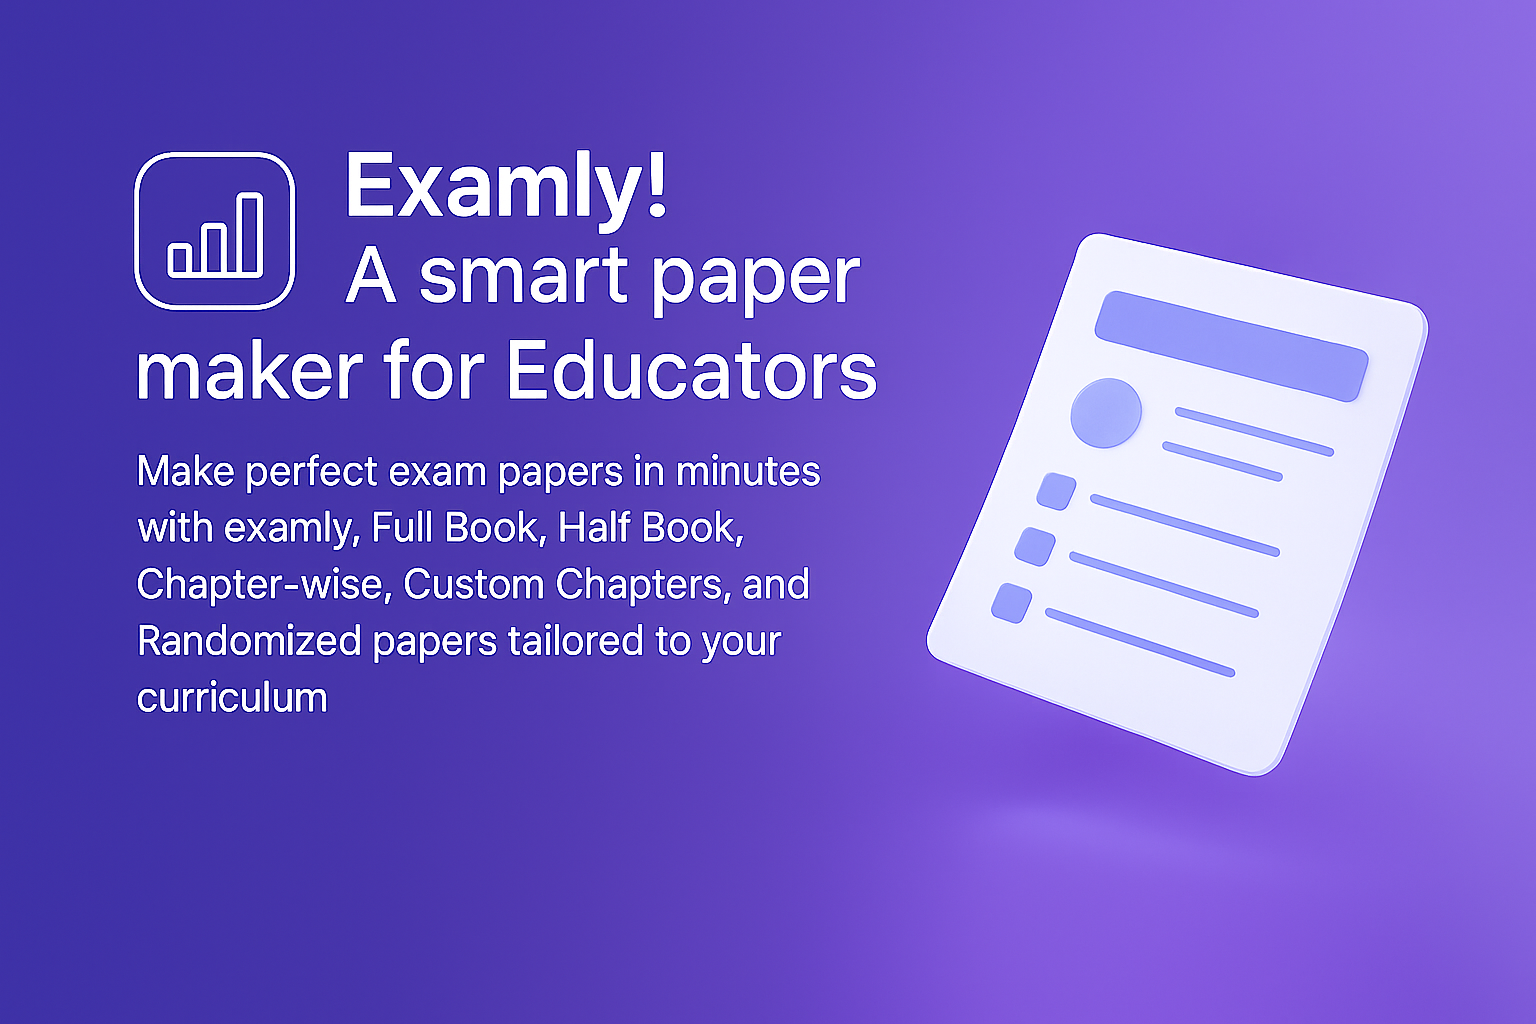 Examly!
A smart paper
maker for Educators
Make perfect exam papers in minutes
with examly, Full Book, Half Book,
Chapter-wise, Custom Chapters, and
Randomized papers tailored to your
curriculum